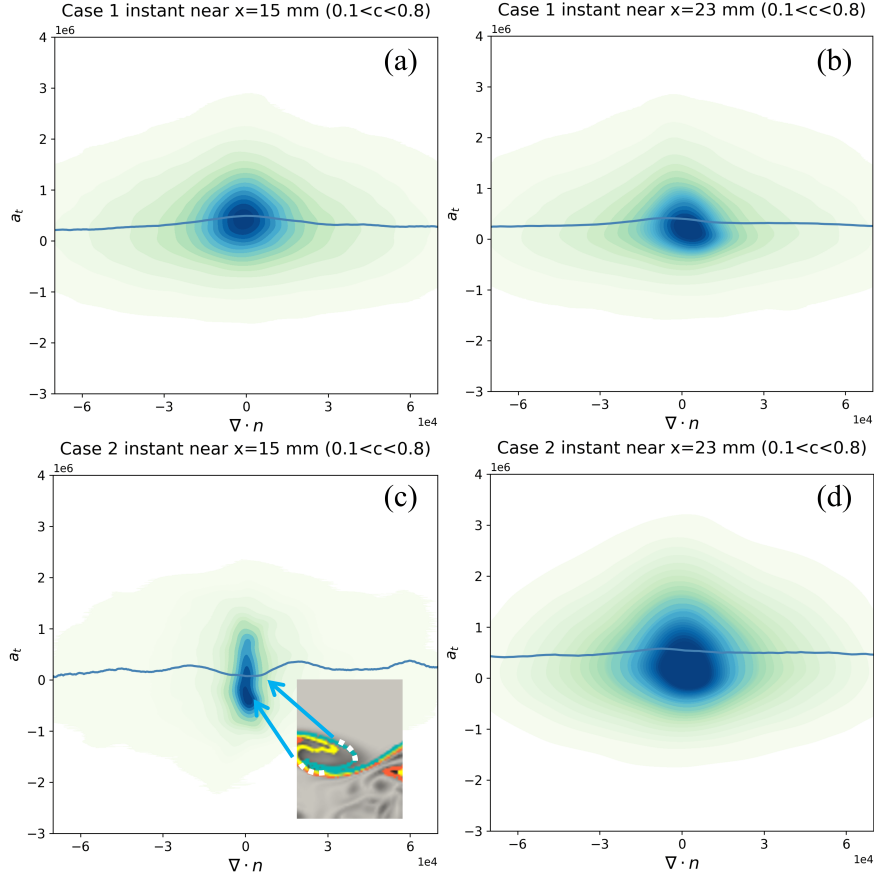 Case 1 instant near x=15 mm (0.1<c<0.8)
1e6
(a)
4
3
2
1
0
−1
−2
−3
a_t
−6 −3 0 3 6
1e4
∇ · n
Case 1 instant near x=23 mm (0.1<c<0.8)
1e6
(b)
4
3
2
1
0
−1
−2
−3
a_t
−6 −3 0 3 6
1e4
∇ · n
Case 2 instant near x=15 mm (0.1<c<0.8)
1e6
(c)
4
3
2
1
0
−1
−2
−3
a_t
−6 −3 0 3 6
1e4
∇ · n
Case 2 instant near x=23 mm (0.1<c<0.8)
1e6
(d)
4
3
2
1
0
−1
−2
−3
a_t
−6 −3 0 3 6
1e4
∇ · n